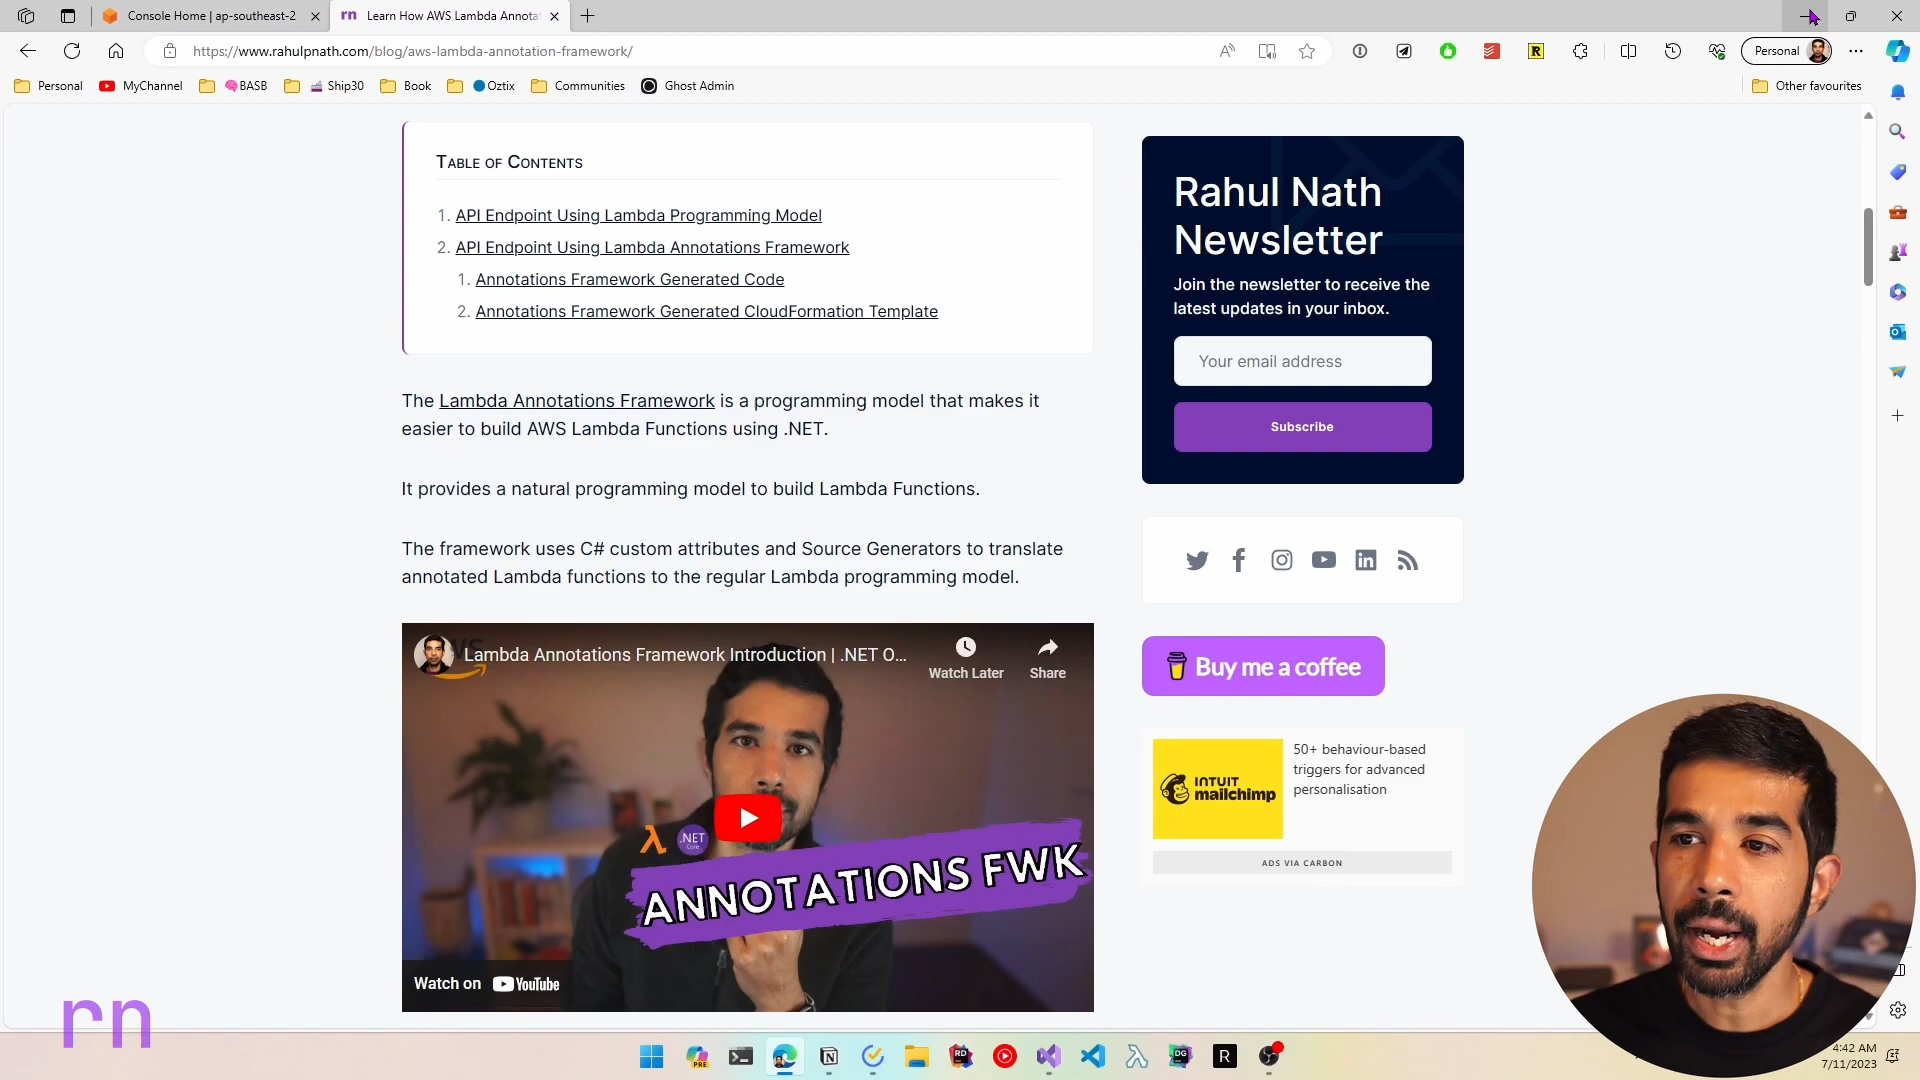 Console Home | ap-southeast-2
Learn How AWS Lambda Annota
https://www.rahulpnath.com/blog/aws-lambda-annotation-framework/
Personal
Personal
MyChannel
BASB
Ship30
Book
Oztix
Communities
Ghost Admin
Other favourites
Table of Contents
1. API Endpoint Using Lambda Programming Model
2. API Endpoint Using Lambda Annotations Framework
1. Annotations Framework Generated Code
2. Annotations Framework Generated CloudFormation Template
The Lambda Annotations Framework is a programming model that makes it
easier to build AWS Lambda Functions using .NET.
It provides a natural programming model to build Lambda Functions.
The framework uses C# custom attributes and Source Generators to translate
annotated Lambda functions to the regular Lambda programming model.
Lambda Annotations Framework Introduction | .NET O...
Watch Later
Share
.NET
Core
ANNOTATIONS FWK
Watch on YouTube
Rahul Nath
Newsletter
Join the newsletter to receive the
latest updates in your inbox.
Your email address
Subscribe
Buy me a coffee
INTUIT
mailchimp
50+ behaviour-based
triggers for advanced
personalisation
ADS VIA CARBON
rn
4:42 AM
7/11/2023